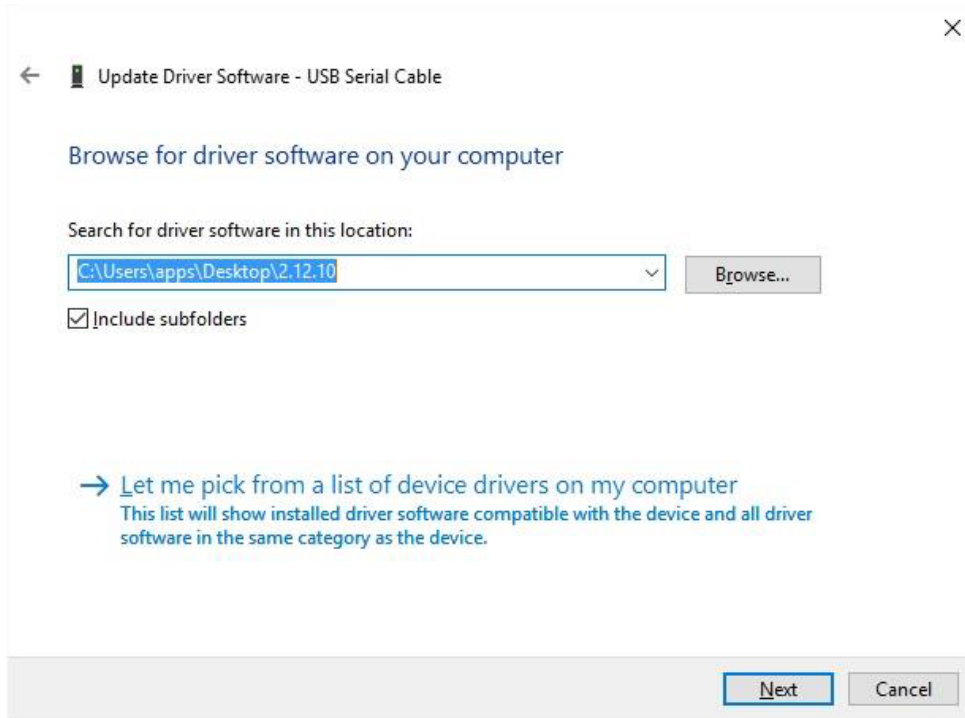 Update Driver Software - USB Serial Cable
Browse for driver software on your computer
Search for driver software in this location:
C:\Users\apps\Desktop\2.12.10
Browse...
Include subfolders
Let me pick from a list of device drivers on my computer
This list will show installed driver software compatible with the device and all driver
software in the same category as the device.
Next
Cancel